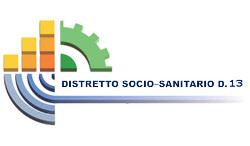 DISTRETTO SOCIO-SANITARIO D. 13